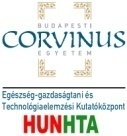 BUDAPESTI
CORVINUS
EGYETEM
Egészség-gazdaságtani és
Technológiaelemzési Kutatóközpont
HUNHTA